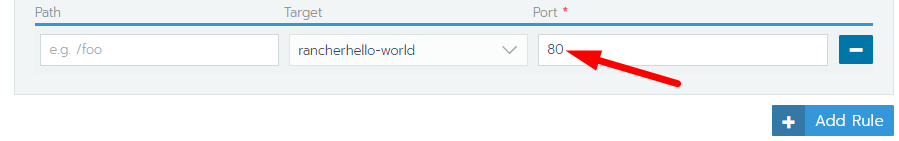 Path Target Port *
e.g. /foo rancherhello-world 80
Add Rule